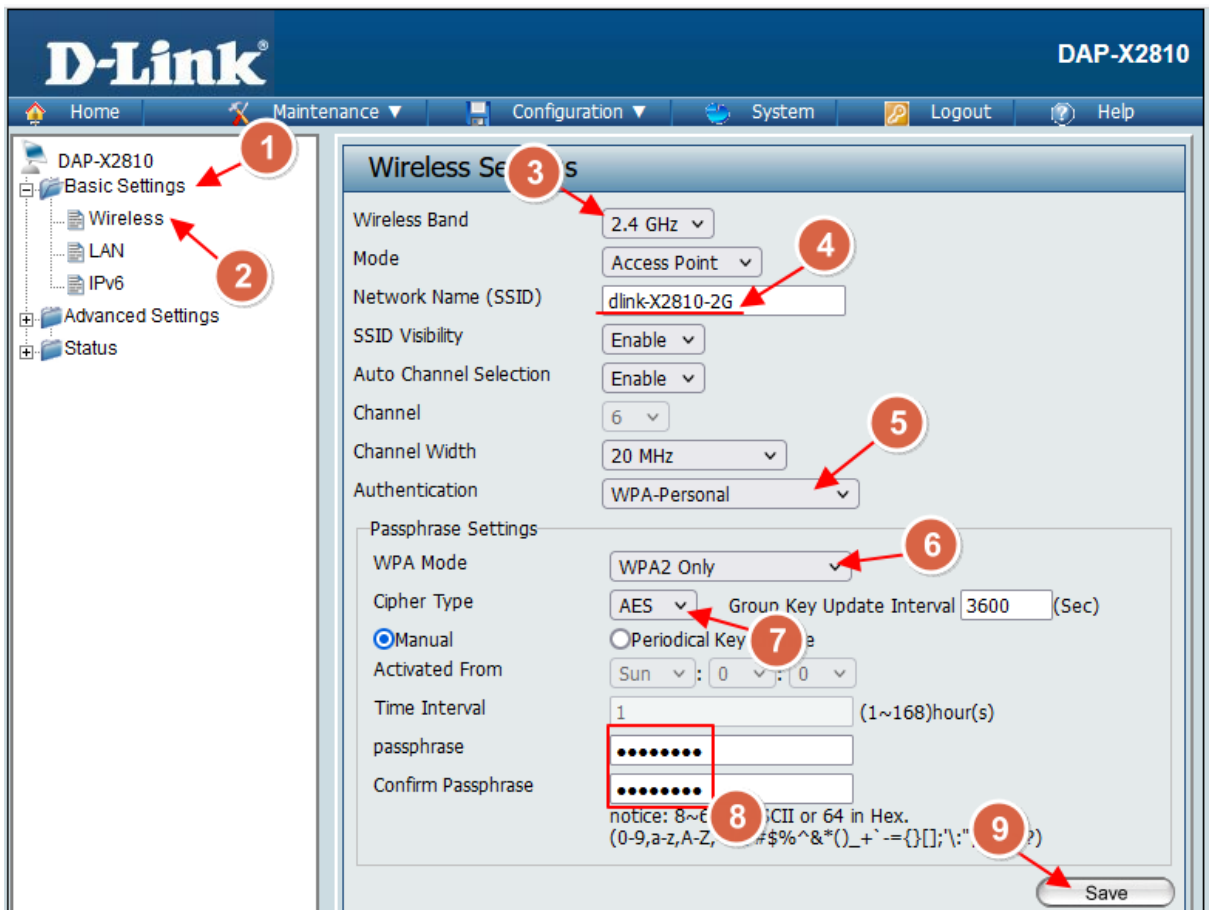 D-Link®
DAP-X2810
Home Maintenance ▼ Configuration ▼ System Logout Help
DAP-X2810
Basic Settings
Wireless
LAN
IPv6
Advanced Settings
Status
1
2
Wireless Se s
3
Wireless Band 2.4 GHz
4
Mode Access Point
Network Name (SSID) dlink-X2810-2G
SSID Visibility Enable
Auto Channel Selection Enable
Channel 6
5
Channel Width 20 MHz
Authentication WPA-Personal
Passphrase Settings
6
WPA Mode WPA2 Only
Cipher Type AES Group Key Update Interval 3600 (Sec)
7
Manual Periodical Key
Activated From Sun : 0 : 0
Time Interval 1 (1~168)hour(s)
passphrase ••••••••
Confirm Passphrase ••••••••
8
notice: 8~6 SCII or 64 in Hex.
(0-9,a-z,A-Z, #$%^&*()_+`-={}[];'\:" ?)
9
Save